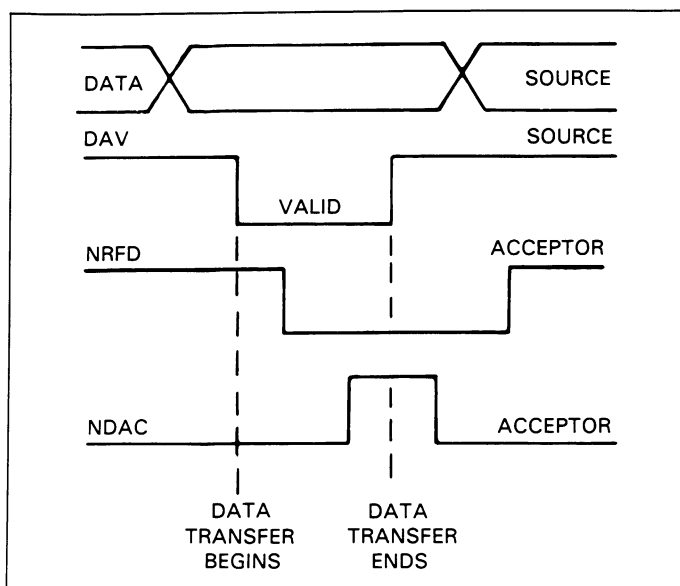 DATA SOURCE
DAV SOURCE
VALID
NRFD ACCEPTOR
NDAC ACCEPTOR
DATA TRANSFER BEGINS
DATA TRANSFER ENDS